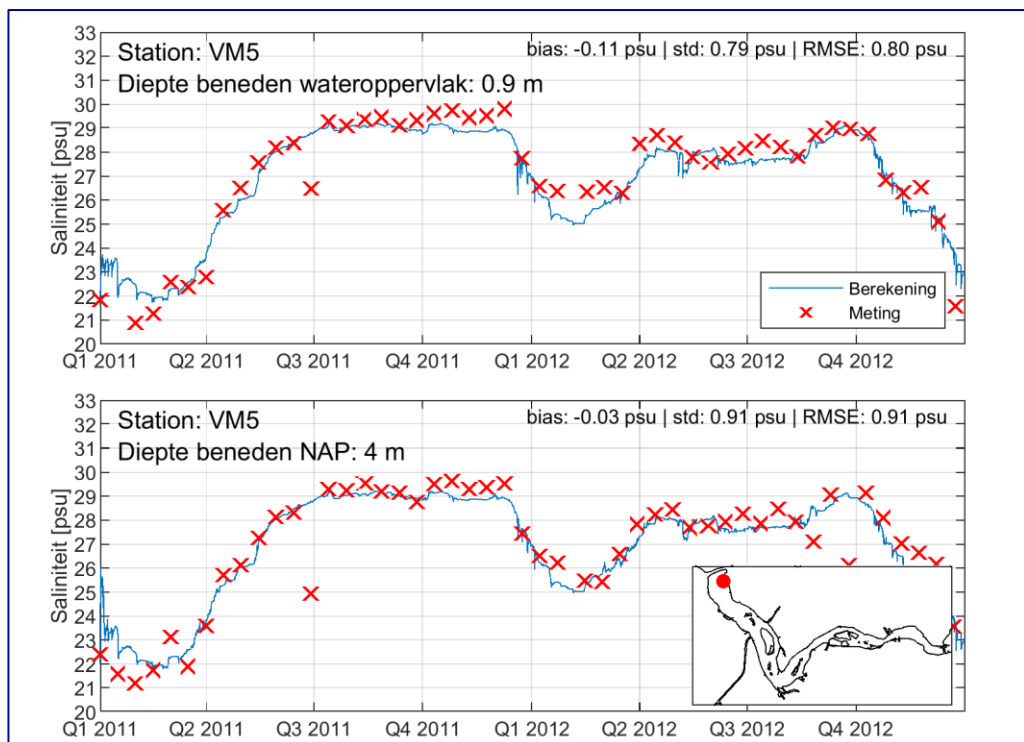 Station: VM5
bias: -0.11 psu | std: 0.79 psu | RMSE: 0.80 psu
Diepte beneden wateroppervlak: 0.9 m
Saliniteit [psu]
33
32
31
30
29
28
27
26
25
24
23
22
21
20
Berekening
Meting
Q1 2011 Q2 2011 Q3 2011 Q4 2011 Q1 2012 Q2 2012 Q3 2012 Q4 2012
Station: VM5
bias: -0.03 psu | std: 0.91 psu | RMSE: 0.91 psu
Diepte beneden NAP: 4 m
Saliniteit [psu]
33
32
31
30
29
28
27
26
25
24
23
22
21
20
Q1 2011 Q2 2011 Q3 2011 Q4 2011 Q1 2012 Q2 2012 Q3 2012 Q4 2012